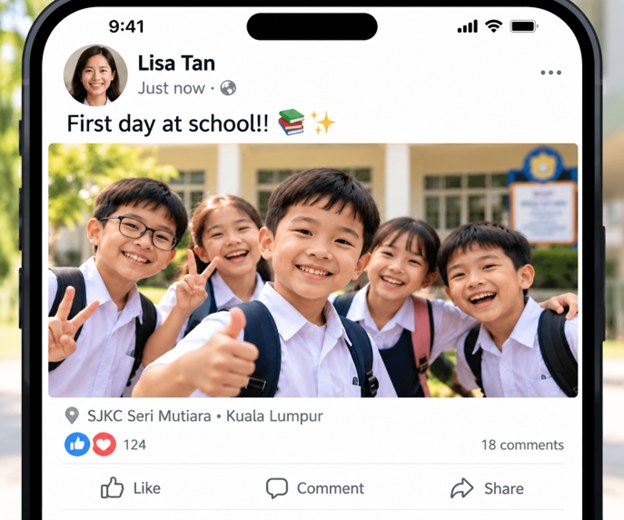 9:41
Lisa Tan
Just now
First day at school!!
SJKC Seri Mutiara • Kuala Lumpur
124
18 comments
Like
Comment
Share